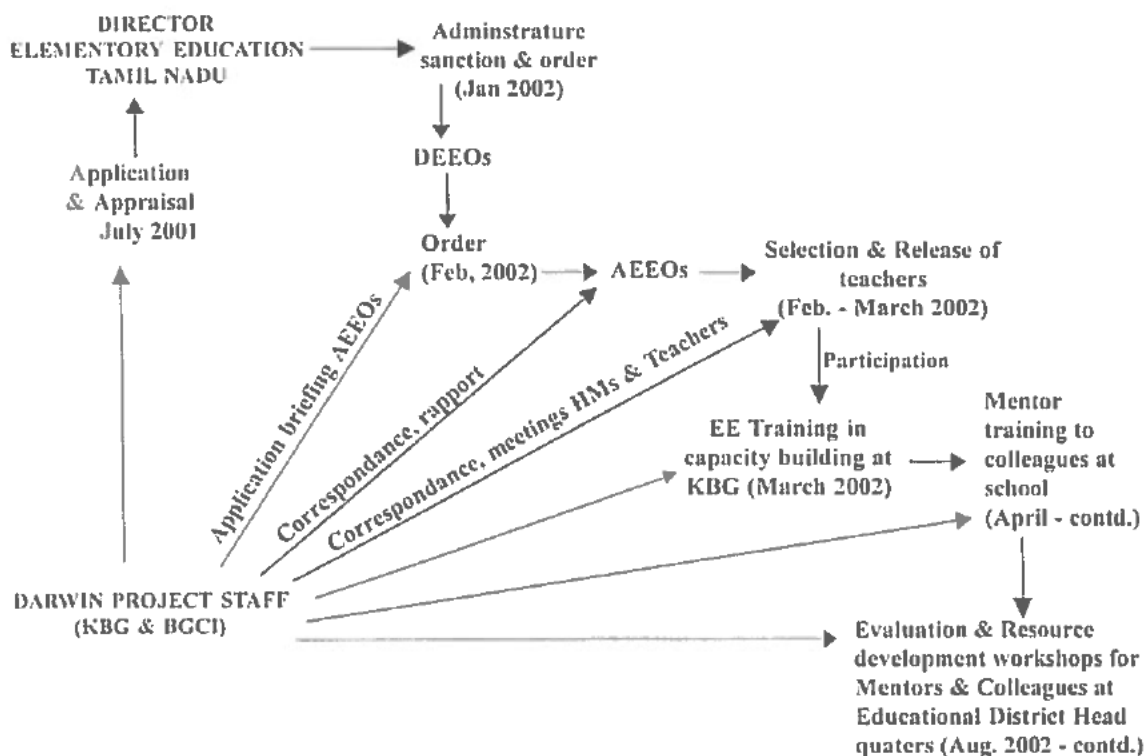 DIRECTOR
ELEMENTORY EDUCATION
TAMIL NADU
Adminstrature
sanction & order
(Jan 2002)
DEEOs
Application
& Appraisal
July 2001
Order
(Feb, 2002)
AEEOs
Selection & Release of
teachers
(Feb. - March 2002)
Application briefing AEEOs
Correspondance, rapport
Correspondance, meetings HMs & Teachers
Participation
EE Training in
capacity building at
KBG (March 2002)
Mentor
training to
colleagues at
school
(April - contd.)
DARWIN PROJECT STAFF
(KBG & BGCI)
Evaluation & Resource
development workshops for
Mentors & Colleagues at
Educational District Head
quaters (Aug. 2002 - contd.)